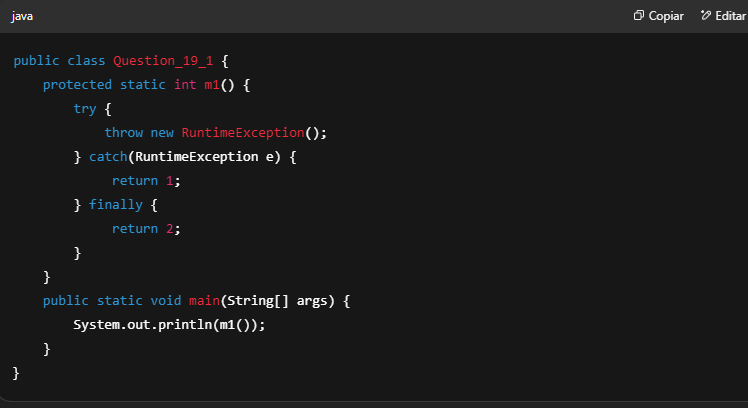 java
Copiar
Editar
public class Question_19_1 {
    protected static int m1() {
        try {
            throw new RuntimeException();
        } catch(RuntimeException e) {
             return 1;
        } finally {
             return 2;
        }
    }
    public static void main(String[] args) {
        System.out.println(m1());
    }
}